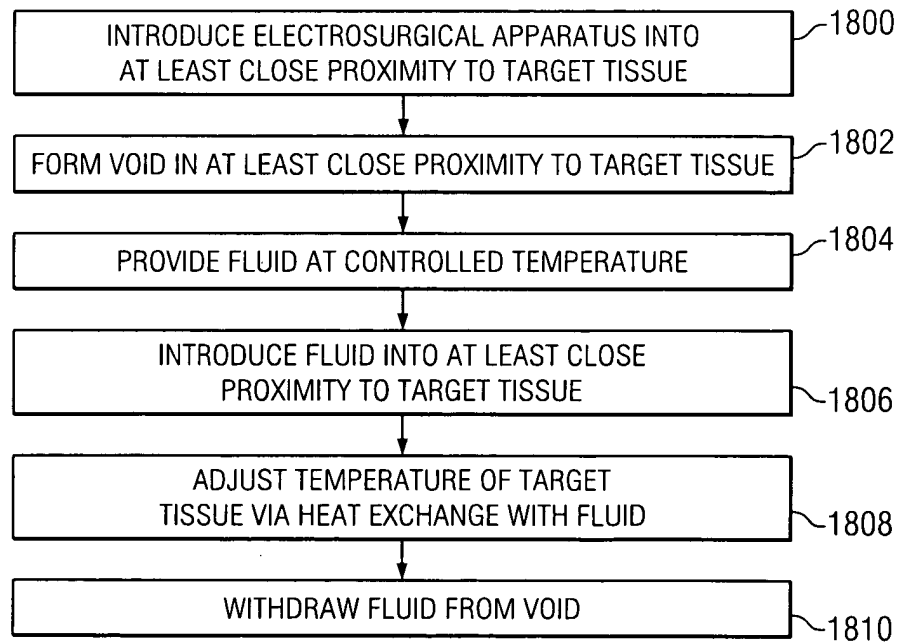 INTRODUCE ELECTROSURGICAL APPARATUS INTO
AT LEAST CLOSE PROXIMITY TO TARGET TISSUE
1800
FORM VOID IN AT LEAST CLOSE PROXIMITY TO TARGET TISSUE
1802
PROVIDE FLUID AT CONTROLLED TEMPERATURE
1804
INTRODUCE FLUID INTO AT LEAST CLOSE
PROXIMITY TO TARGET TISSUE
1806
ADJUST TEMPERATURE OF TARGET
TISSUE VIA HEAT EXCHANGE WITH FLUID
1808
WITHDRAW FLUID FROM VOID
1810